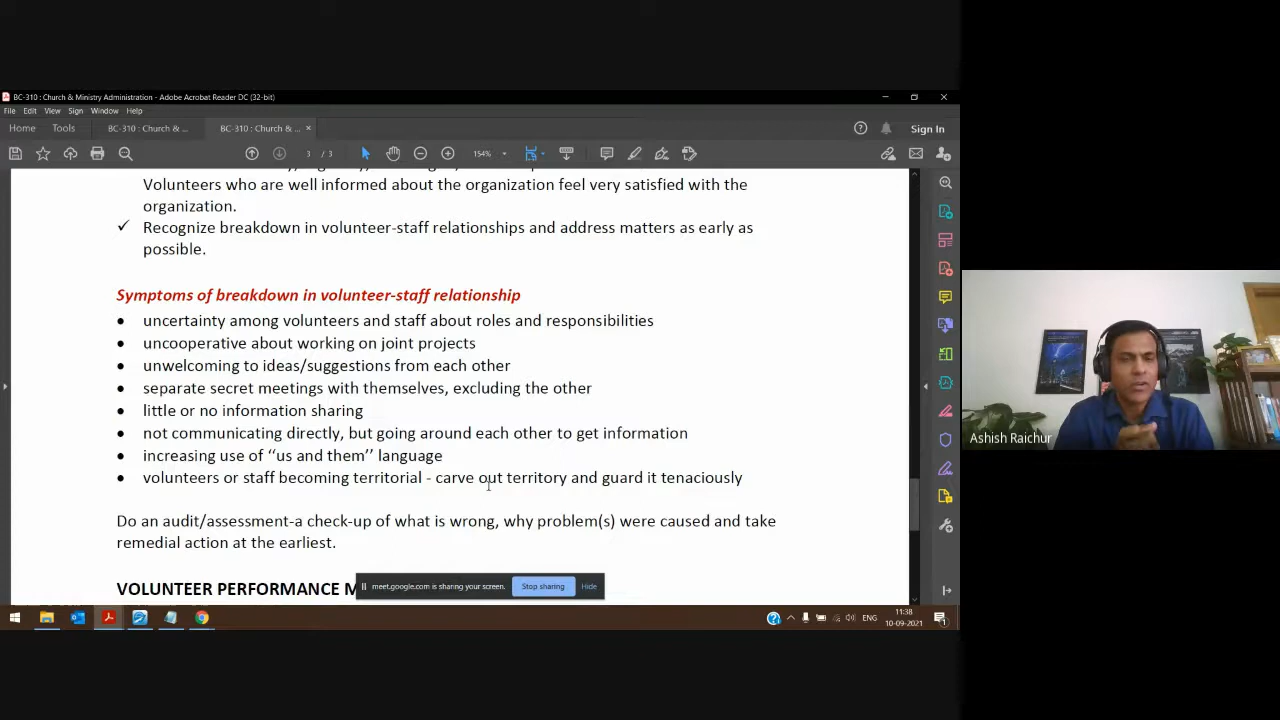 BC-310 : Church & Ministry Administration - Adobe Acrobat Reader DC (32-bit)
File Edit View Sign Window Help
Home Tools BC-310 : Church & ... BC-310 : Church & ... × Sign In
3 / 3 154%
Volunteers who are well informed about the organization feel very satisfied with the
organization.
✓ Recognize breakdown in volunteer-staff relationships and address matters as early as
possible.
Symptoms of breakdown in volunteer-staff relationship
• uncertainty among volunteers and staff about roles and responsibilities
• uncooperative about working on joint projects
• unwelcoming to ideas/suggestions from each other
• separate secret meetings with themselves, excluding the other
• little or no information sharing
• not communicating directly, but going around each other to get information
• increasing use of “us and them” language
• volunteers or staff becoming territorial - carve out territory and guard it tenaciously
Do an audit/assessment-a check-up of what is wrong, why problem(s) were caused and take
remedial action at the earliest.
VOLUNTEER PERFORMANCE M
meet.google.com is sharing your screen. Stop sharing Hide
Ashish Raichur
ENG 11:38
10-09-2021